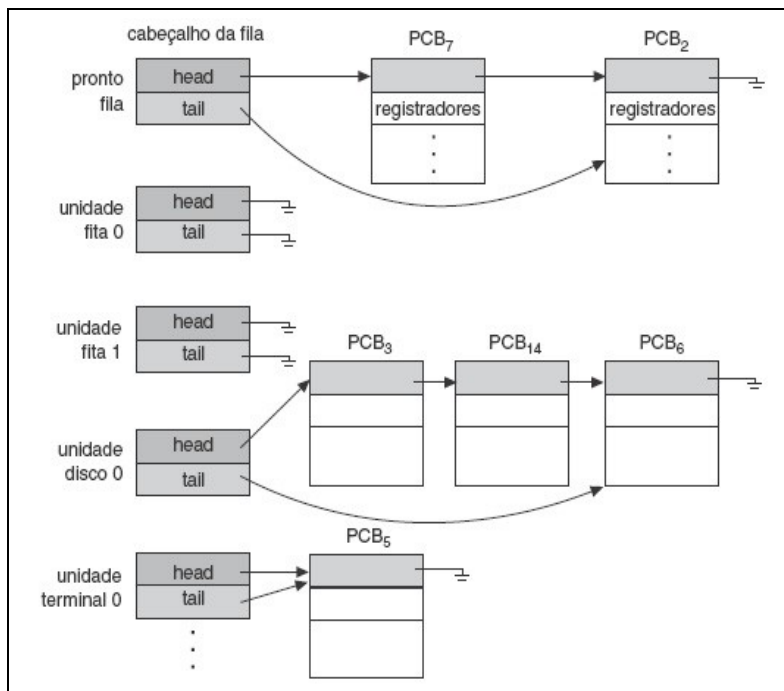 cabeçalho da fila
PCB7
PCB2
pronto
fila
head
tail
registradores
registradores
unidade
fita 0
head
tail
unidade
fita 1
head
tail
PCB3
PCB14
PCB6
unidade
disco 0
head
tail
PCB5
unidade
terminal 0
head
tail